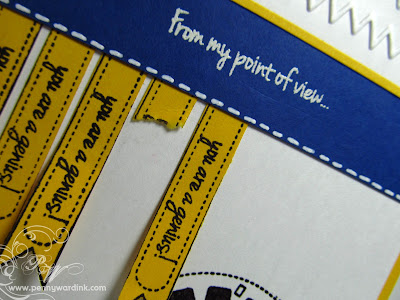 From my point of view...
you are a genius!
you are a genius!
you are a genius!
you are a genius!
www.pennywardink.com